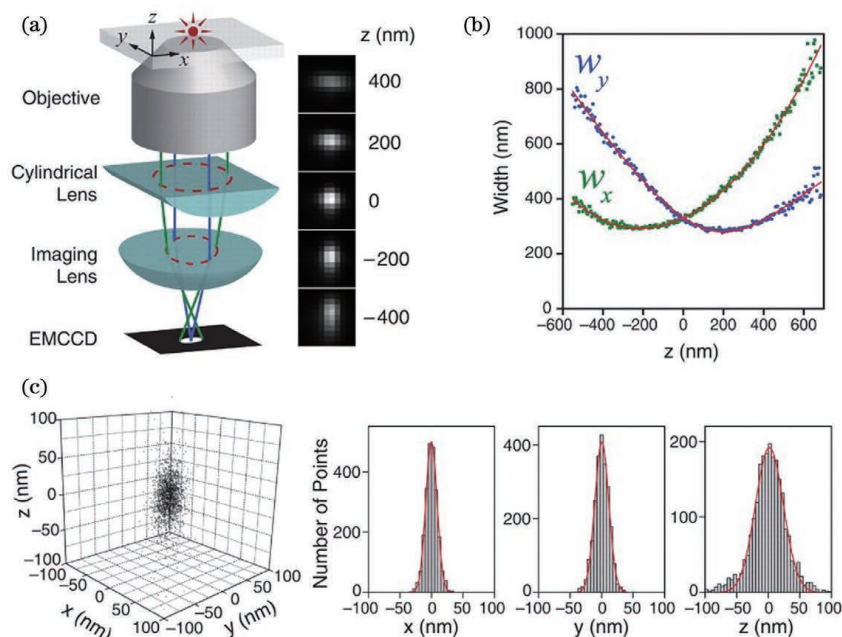 (a)
z
y
x
z (nm)
400
200
0
−200
−400
Objective
Cylindrical
Lens
Imaging
Lens
EMCCD
(b)
1000
800
600
400
200
0
Width (nm)
wy
wx
−600 −400 −200 0 200 400 600
z (nm)
(c)
100
50
0
−50
−100
z (nm)
−100
−50
0
50
100
x (nm)
−100
−50
0
50
100
y (nm)
Number of Points
400
200
0
−100 −50 0 50 100
x (nm)
400
200
0
−100 −50 0 50 100
y (nm)
200
100
0
−100 −50 0 50 100
z (nm)